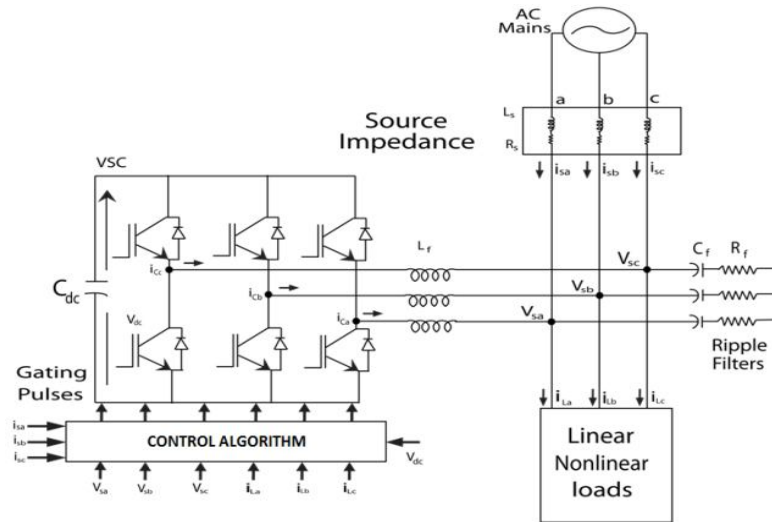 AC
Mains
a b c
Ls
Rs
Source
Impedance
isa isb isc
VSC
Lf
Cf Rf
Vsc
iCc
Cdc
iCb
Vsb
Vdc
iCa
Vsa
Ripple
Filters
Gating
Pulses
iLa iLb iLc
isa
isb
isc
CONTROL ALGORITHM
Vdc
Linear
Nonlinear
loads
Vsa Vsb Vsc iLa iLb iLc